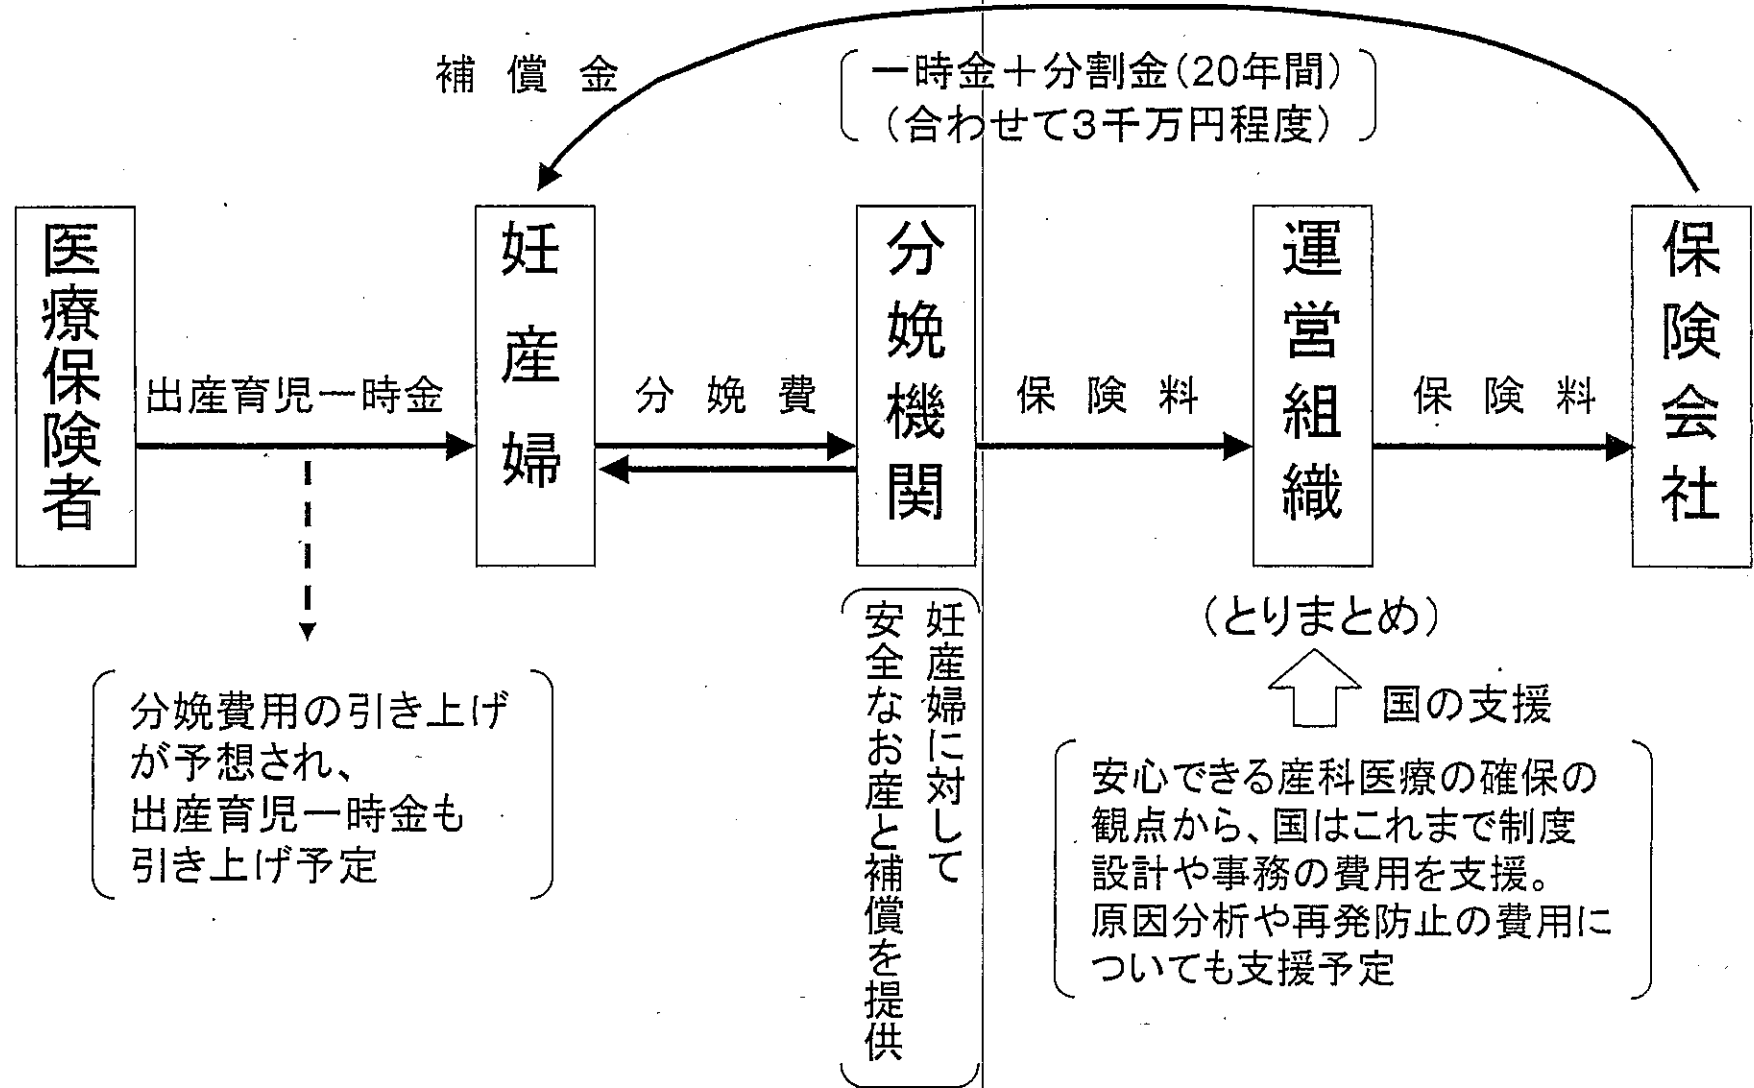 補償金
一時金＋分割金（20年間）
（合わせて3千万円程度）
医療保険者
出産育児一時金
妊産婦
分娩費
分娩機関
保険料
運営組織
保険料
保険会社
分娩費用の引き上げ
が予想され、
出産育児一時金も
引き上げ予定
妊産婦に対して
安全なお産と補償を提供
（とりまとめ）
国の支援
安心できる産科医療の確保の
観点から、国はこれまで制度
設計や事務の費用を支援。
原因分析や再発防止の費用に
ついても支援予定